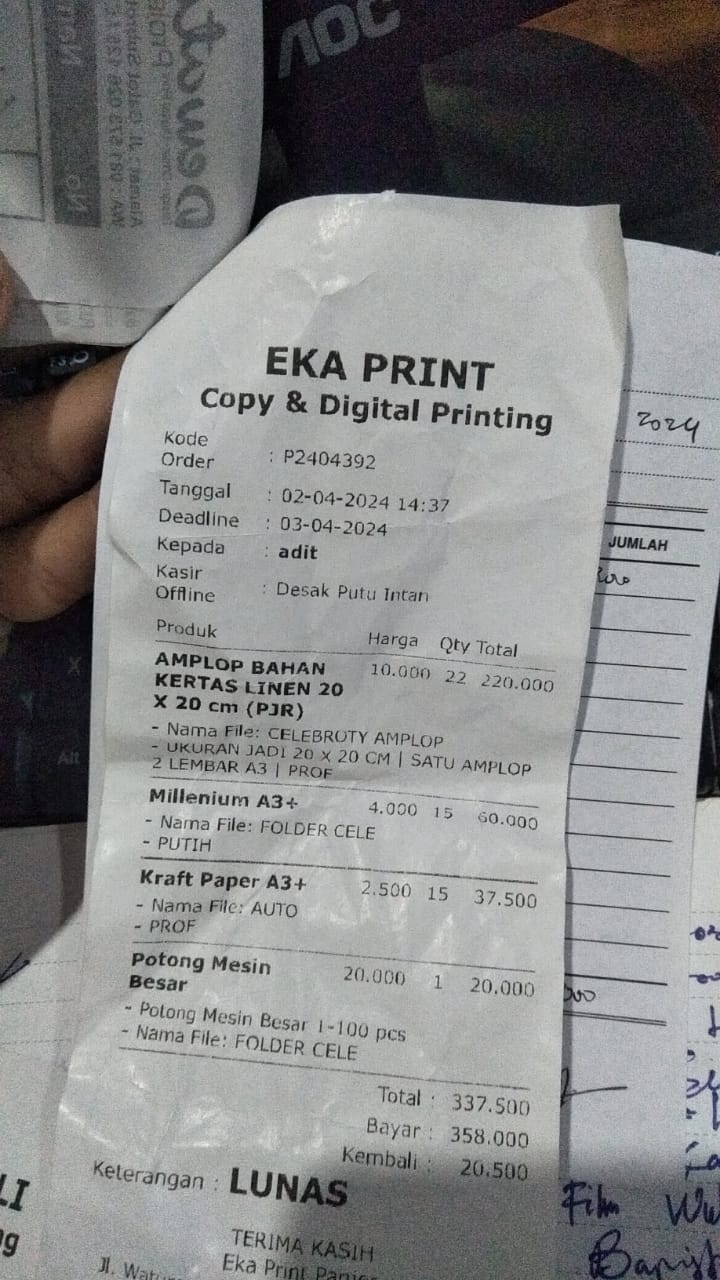 AOC
EKA PRINT
Copy & Digital Printing
Kode
Order : P2404392
Tanggal : 02-04-2024 14:37
Deadline : 03-04-2024
Kepada : adit
Kasir
Offline : Desak Putu Intan
Produk Harga Qty Total
AMPLOP BAHAN 10.000 22 220.000
KERTAS LINEN 20
X 20 cm (PJR)
- Nama File: CELEBROTY AMPLOP
- UKURAN JADI 20 X 20 CM | SATU AMPLOP
2 LEMBAR A3 | PROF
Millenium A3+ 4.000 15 60.000
- Nama File: FOLDER CELE
- PUTIH
Kraft Paper A3+ 2.500 15 37.500
- Nama File: AUTO
- PROF
Potong Mesin 20.000 1 20.000
Besar
- Potong Mesin Besar 1-100 pcs
- Nama File: FOLDER CELE
Total : 337.500
Bayar : 358.000
Kembali : 20.500
Keterangan : LUNAS
TERIMA KASIH
Eka Print
Jl.
2024
JUMLAH
Film
Alt
X